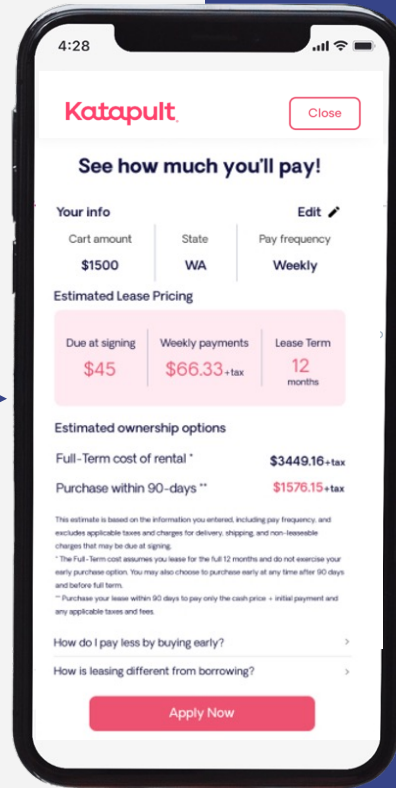 4:28
Katapult
Close
See how much you'll pay!
Your info
Edit
Cart amount
State
Pay frequency
$1500
WA
Weekly
Estimated Lease Pricing
Due at signing
Weekly payments
Lease Term
$45
$66.33+tax
12
months
Estimated ownership options
Full-Term cost of rental *
$3449.16+tax
Purchase within 90-days **
$1576.15+tax
This estimate is based on the information you entered, including pay frequency, and
excludes applicable taxes and charges for delivery, shipping, and non-leaseable
charges that may be due at signing.
* The Full-Term cost assumes you lease for the full 12 months and do not exercise your
early purchase option. You may also choose to purchase early at any time after 90 days
and before full term.
** Purchase your lease within 90 days to pay only the cash price + initial payment and
any applicable taxes and fees.
How do I pay less by buying early?
How is leasing different from borrowing?
Apply Now